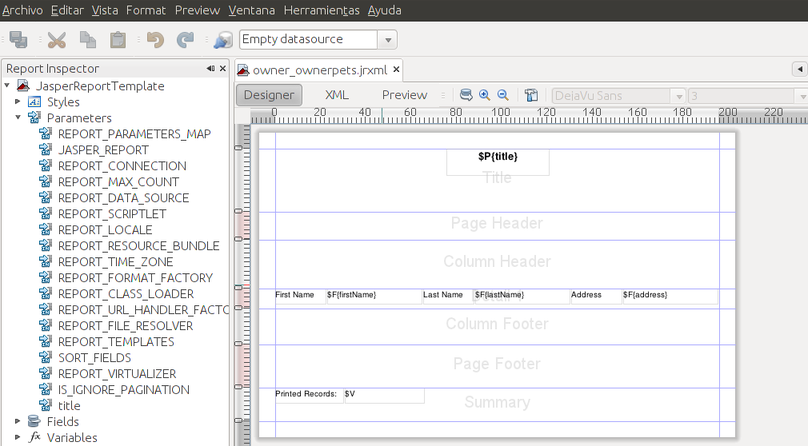 Archivo Editar Vista Format Preview Ventana Herramientas Ayuda
Empty datasource
Report Inspector
owner_ownerpets.jrxml
JasperReportTemplate
Styles
Parameters
REPORT_PARAMETERS_MAP
JASPER_REPORT
REPORT_CONNECTION
REPORT_MAX_COUNT
REPORT_DATA_SOURCE
REPORT_SCRIPTLET
REPORT_LOCALE
REPORT_RESOURCE_BUNDLE
REPORT_TIME_ZONE
REPORT_FORMAT_FACTORY
REPORT_CLASS_LOADER
REPORT_URL_HANDLER_FACTO
REPORT_FILE_RESOLVER
REPORT_TEMPLATES
SORT_FIELDS
REPORT_VIRTUALIZER
IS_IGNORE_PAGINATION
title
Fields
fx Variables
Designer XML Preview DejaVu Sans 3
0 20 40 60 80 100 120 140 160 180 200 220
$P{title}
Title
Page Header
Column Header
First Name $F{firstName} Last Name $F{lastName} Address $F{address}
Column Footer
Page Footer
Printed Records: $V
Summary